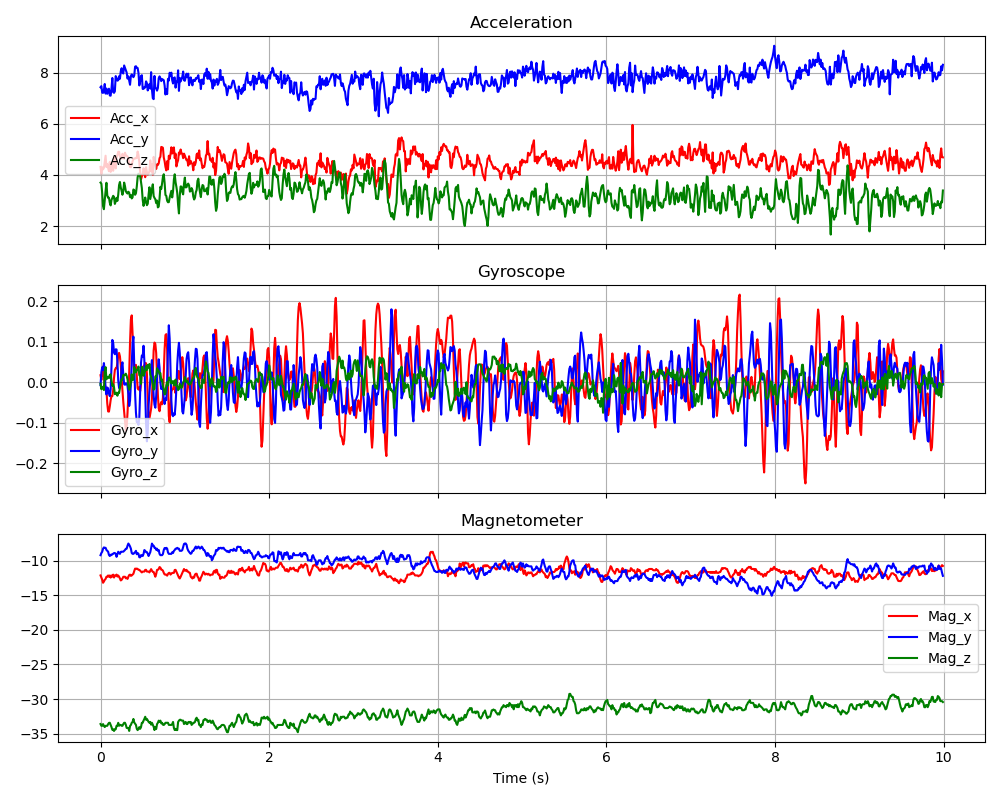 Acceleration
8
6
4
2
Acc_x
Acc_y
Acc_z
Gyroscope
0.2
0.1
0.0
−0.1
−0.2
Gyro_x
Gyro_y
Gyro_z
Magnetometer
−10
−15
−20
−25
−30
−35
Mag_x
Mag_y
Mag_z
0 2 4 6 8 10
Time (s)